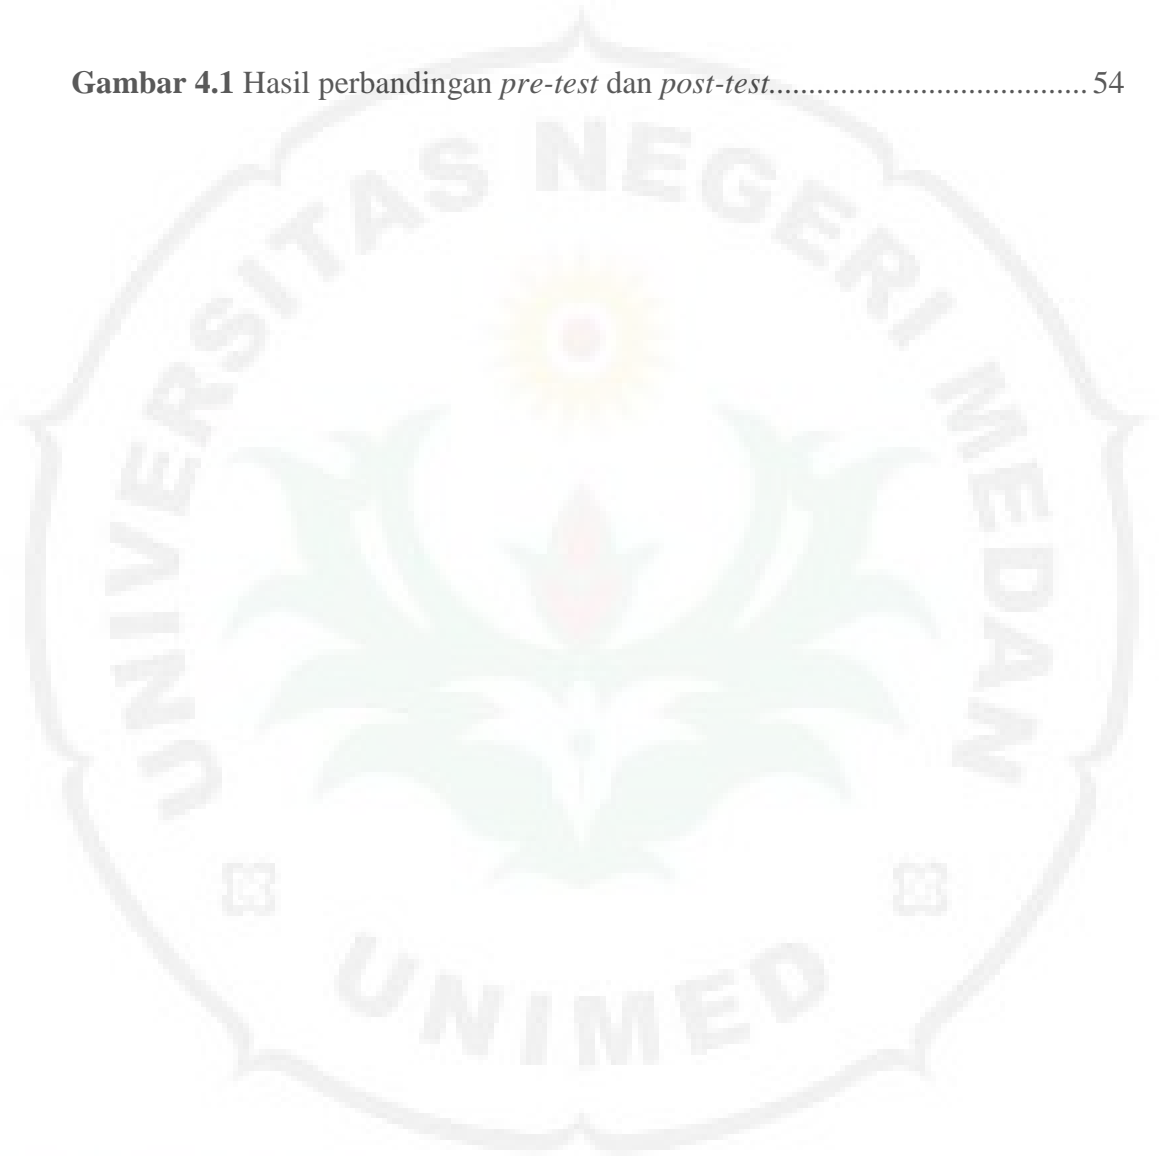 Gambar 4.1 Hasil perbandingan pre-test dan post-test........................................ 54
UNIVERSITAS NEGERI MEDAN
UNIMED